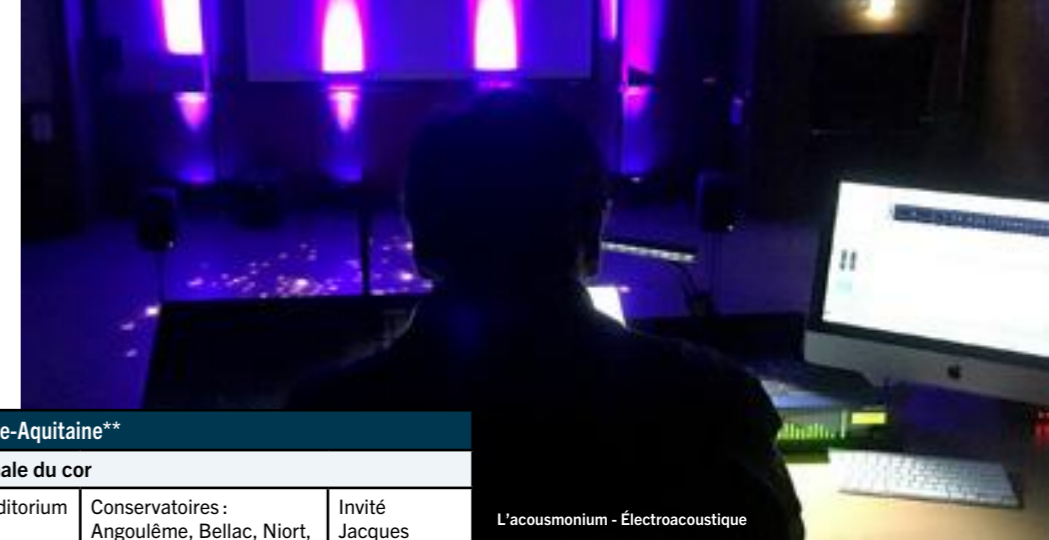 e-Aquitaine**
ale du cor
ditorium
Conservatoires :
Angoulême, Bellac, Niort,
Invité
Jacques
L'acousmonium - Électroacoustique